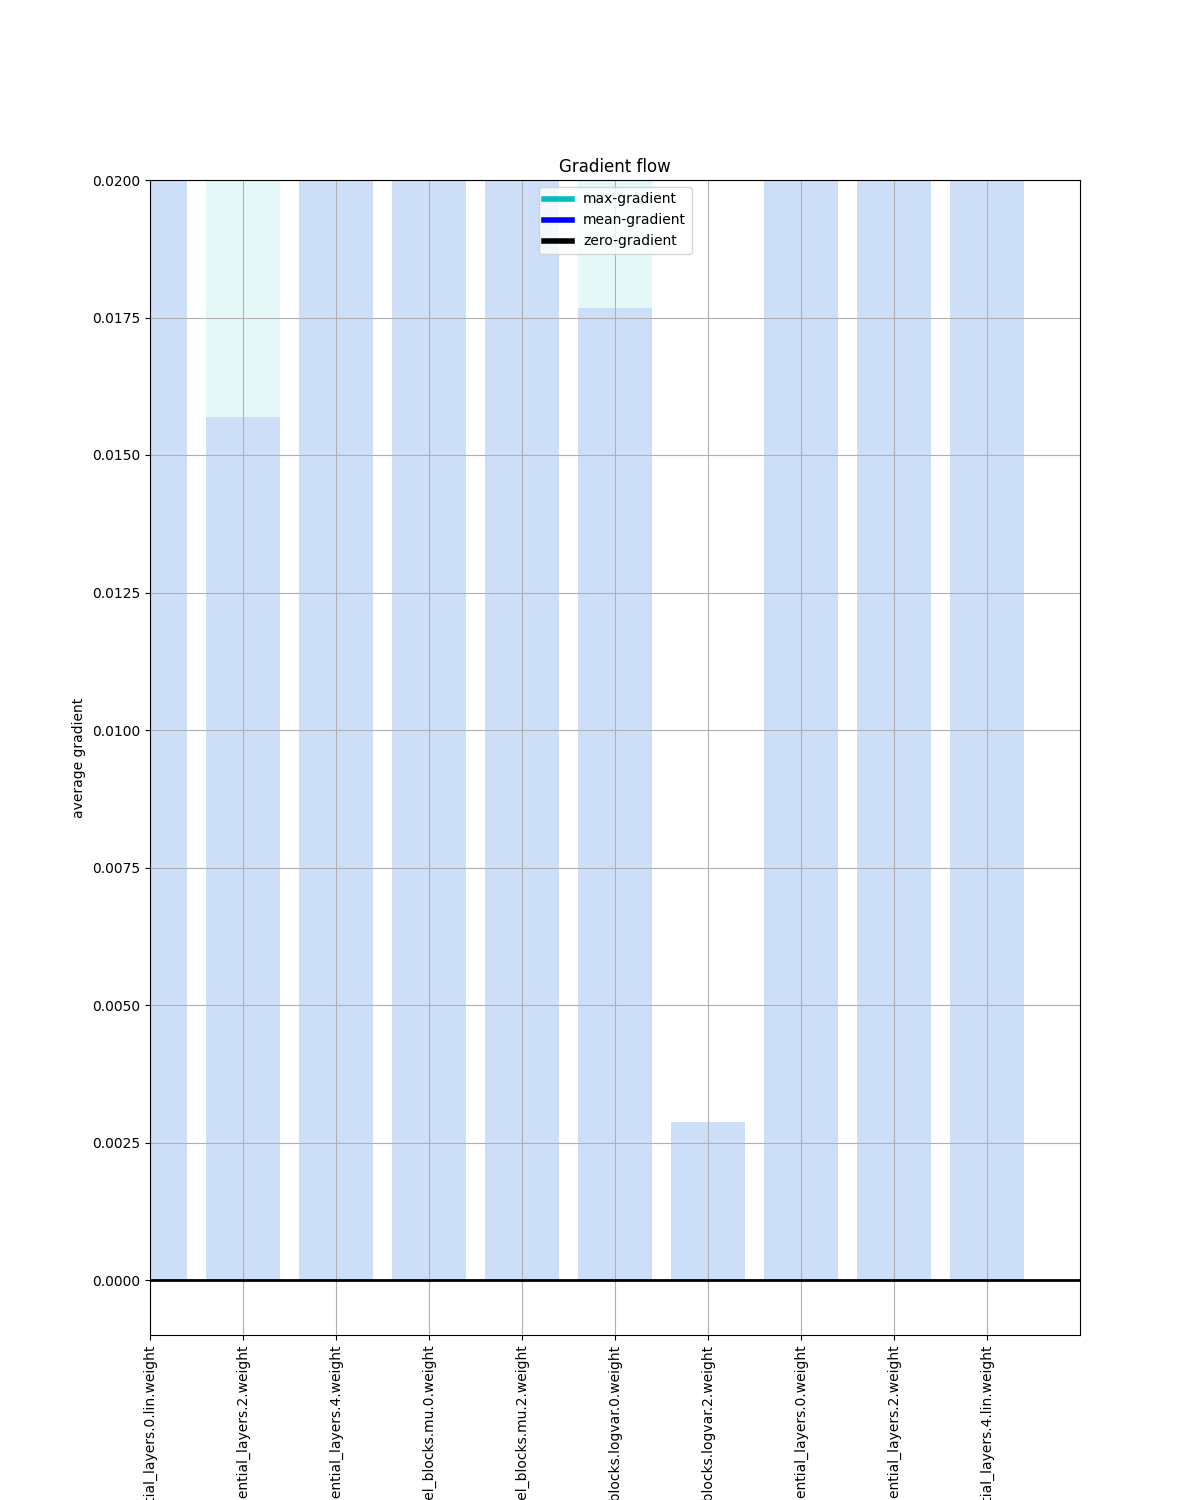 Gradient flow
max-gradient
mean-gradient
zero-gradient
average gradient
0.0200
0.0175
0.0150
0.0125
0.0100
0.0075
0.0050
0.0025
0.0000
tial_layers.0.lin.weight
ential_layers.2.weight
ential_layers.4.weight
el_blocks.mu.0.weight
el_blocks.mu.2.weight
blocks.logvar.0.weight
blocks.logvar.2.weight
ential_layers.0.weight
ential_layers.2.weight
tial_layers.4.lin.weight